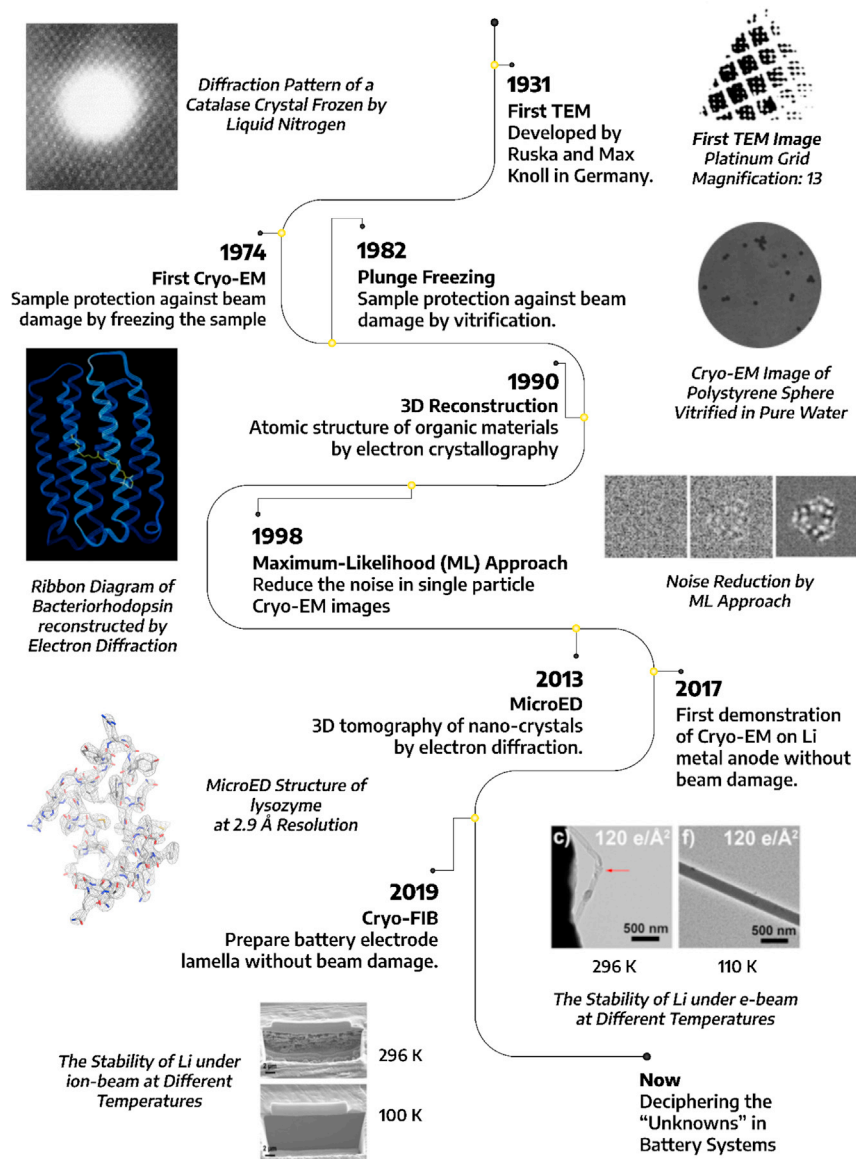 Diffraction Pattern of a
Catalase Crystal Frozen by
Liquid Nitrogen
1931
First TEM
Developed by
Ruska and Max
Knoll in Germany.
First TEM Image
Platinum Grid
Magnification: 13
1974
First Cryo-EM
Sample protection against beam
damage by freezing the sample
1982
Plunge Freezing
Sample protection against beam
damage by vitrification.
Cryo-EM Image of
Polystyrene Sphere
Vitrified in Pure Water
1990
3D Reconstruction
Atomic structure of organic materials
by electron crystallography
Ribbon Diagram of
Bacteriorhodopsin
reconstructed by
Electron Diffraction
1998
Maximum-Likelihood (ML) Approach
Reduce the noise in single particle
Cryo-EM images
Noise Reduction by
ML Approach
2013
MicroED
3D tomography of nano-crystals
by electron diffraction.
2017
First demonstration
of Cryo-EM on Li
metal anode without
beam damage.
MicroED Structure of
lysozyme
at 2.9 Å Resolution
2019
Cryo-FIB
Prepare battery electrode
lamella without beam damage.
c) 120 e/Å²
500 nm
296 K
f) 120 e/Å²
500 nm
110 K
The Stability of Li under e-beam
at Different Temperatures
The Stability of Li under
ion-beam at Different
Temperatures
2 μm
296 K
2 μm
100 K
Now
Deciphering the
“Unknowns” in
Battery Systems